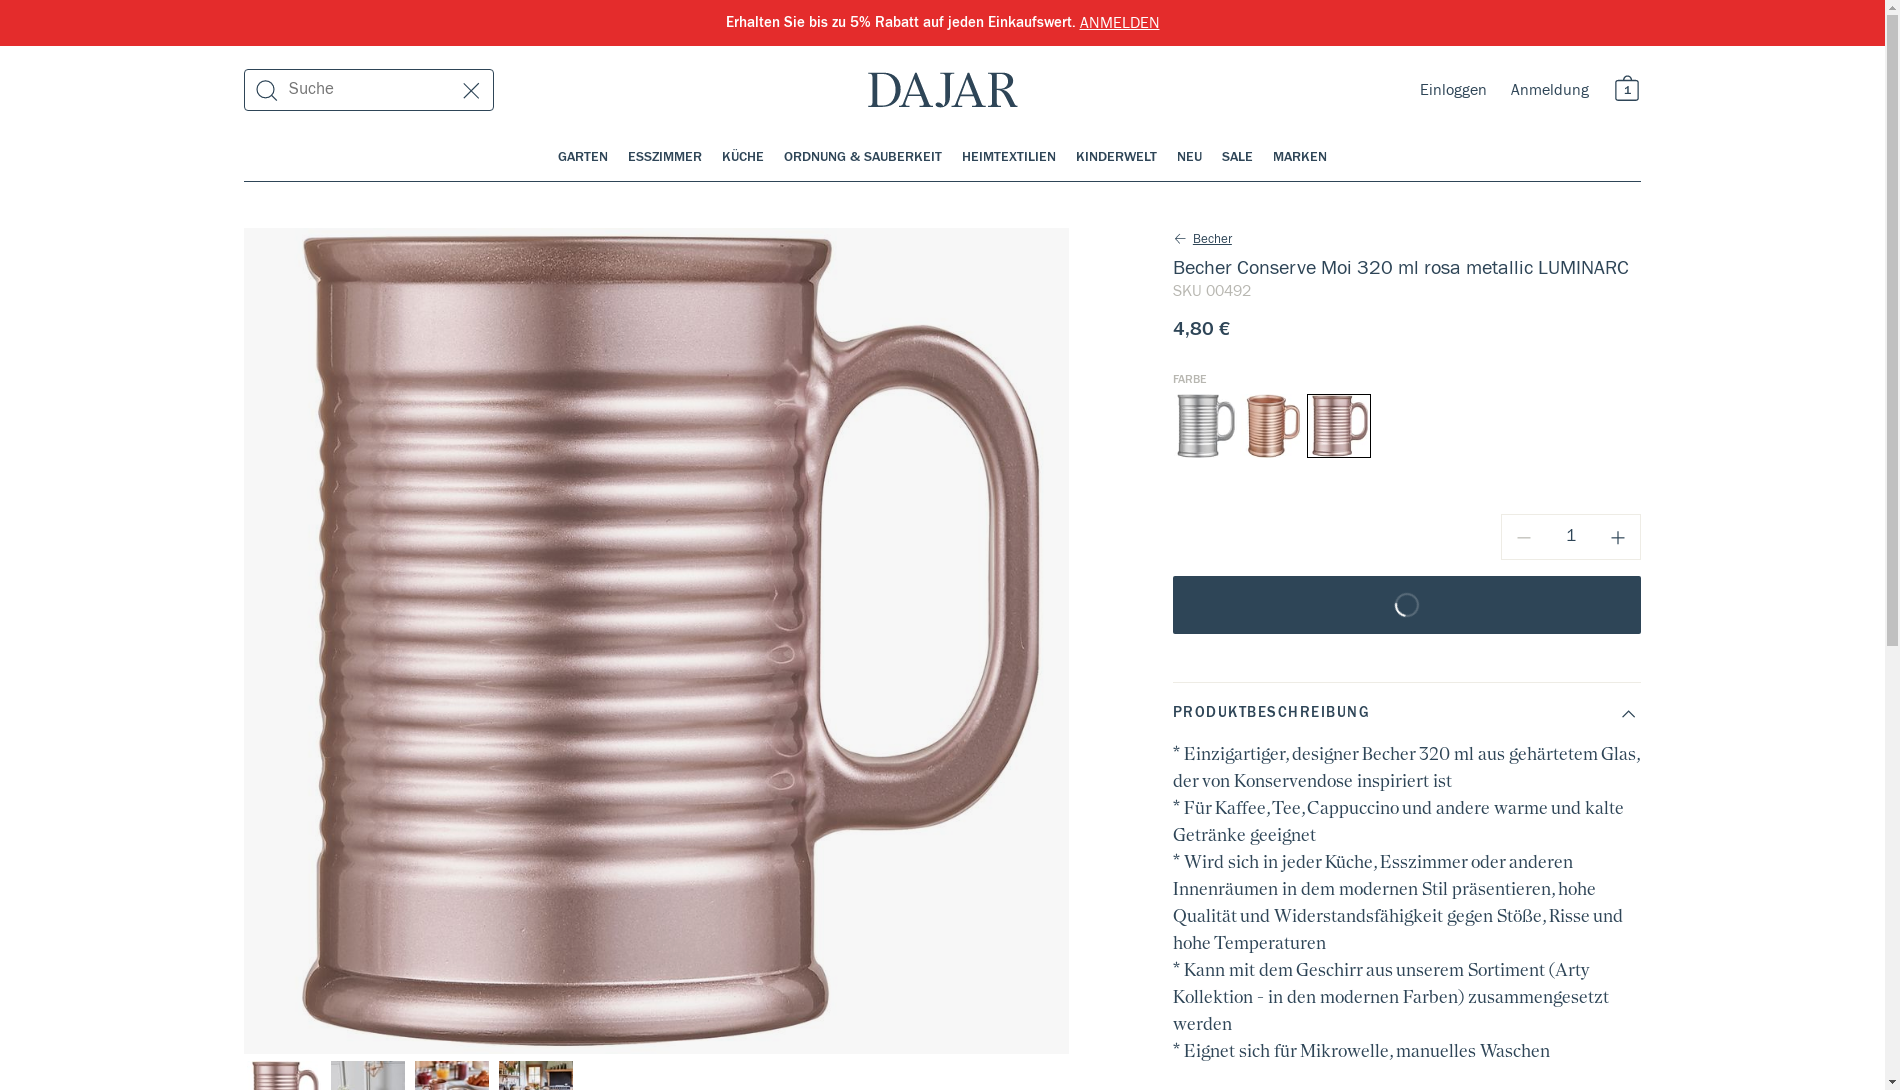 Erhalten Sie bis zu 5% Rabatt auf jeden Einkaufswert. ANMELDEN
Suche
DAJAR
Einloggen
Anmeldung
1
GARTEN ESSZIMMER KÜCHE ORDNUNG & SAUBERKEIT HEIMTEXTILIEN KINDERWELT NEU SALE MARKEN
Becher
Becher Conserve Moi 320 ml rosa metallic LUMINARC
SKU 00492
4,80 €
FARBE
1
PRODUKTBESCHREIBUNG
* Einzigartiger, designer Becher 320 ml aus gehärtetem Glas,
der von Konservendose inspiriert ist
* Für Kaffee, Tee, Cappuccino und andere warme und kalte
Getränke geeignet
* Wird sich in jeder Küche, Esszimmer oder anderen
Innenräumen in dem modernen Stil präsentieren, hohe
Qualität und Widerstandsfähigkeit gegen Stöße, Risse und
hohe Temperaturen
* Kann mit dem Geschirr aus unserem Sortiment (Arty
Kollektion - in den modernen Farben) zusammengesetzt
werden
* Eignet sich für Mikrowelle, manuelles Waschen